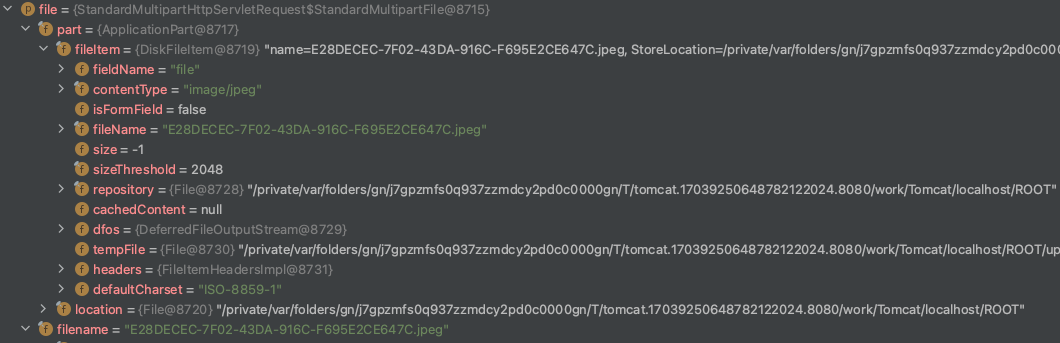 file = {StandardMultipartHttpServletRequest$StandardMultipartFile@8715}
part = {ApplicationPart@8717}
fileItem = {DiskFileItem@8719} "name=E28DECEC-7F02-43DA-916C-F695E2CE647C.jpeg, StoreLocation=/private/var/folders/gn/j7gpzmfs0q937zzmdcy2pd0c000
fieldName = "file"
contentType = "image/jpeg"
isFormField = false
fileName = "E28DECEC-7F02-43DA-916C-F695E2CE647C.jpeg"
size = -1
sizeThreshold = 2048
repository = {File@8728} "/private/var/folders/gn/j7gpzmfs0q937zzmdcy2pd0c0000gn/T/tomcat.17039250648782122024.8080/work/Tomcat/localhost/ROOT"
cachedContent = null
dfos = {DeferredFileOutputStream@8729}
tempFile = {File@8730} "/private/var/folders/gn/j7gpzmfs0q937zzmdcy2pd0c0000gn/T/tomcat.17039250648782122024.8080/work/Tomcat/localhost/ROOT/up
headers = {FileItemHeadersImpl@8731}
defaultCharset = "ISO-8859-1"
location = {File@8720} "/private/var/folders/gn/j7gpzmfs0q937zzmdcy2pd0c0000gn/T/tomcat.17039250648782122024.8080/work/Tomcat/localhost/ROOT"
filename = "E28DECEC-7F02-43DA-916C-F695E2CE647C.jpeg"